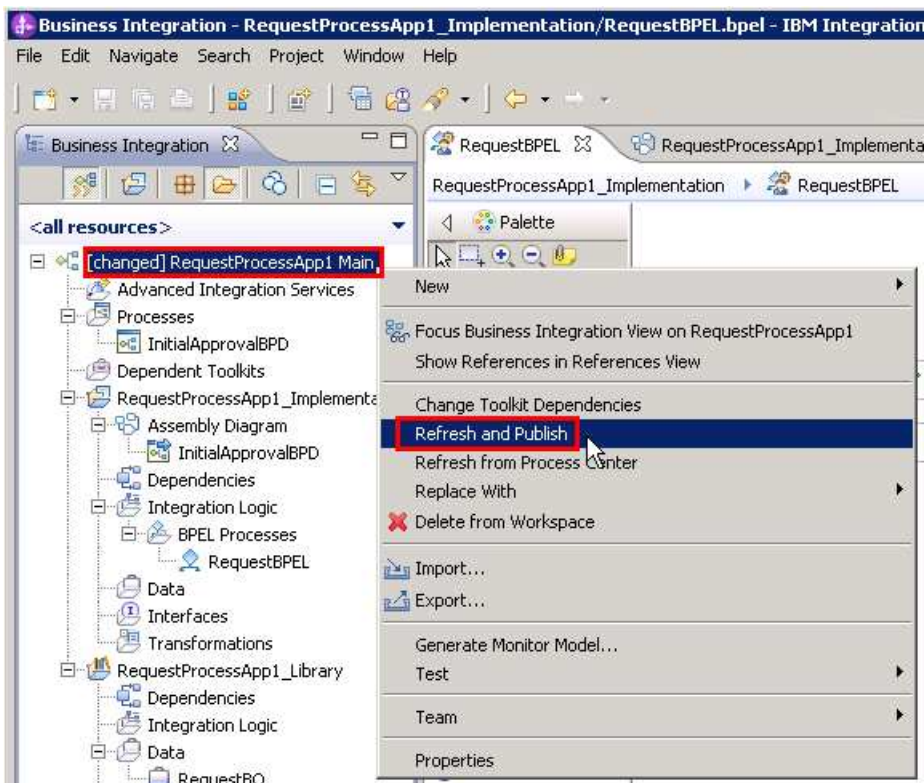 Business Integration - RequestProcessApp1_Implementation/RequestBPEL.bpel - IBM Integration
File Edit Navigate Search Project Window Help
Business Integration
RequestBPEL
RequestProcessApp1_Implementa
RequestProcessApp1_Implementation
RequestBPEL
<all resources>
Palette
[changed] RequestProcessApp1 Main
Advanced Integration Services
Processes
InitialApprovalBPD
Dependent Toolkits
RequestProcessApp1_Implementa
Assembly Diagram
InitialApprovalBPD
Dependencies
Integration Logic
BPEL Processes
RequestBPEL
Data
Interfaces
Transformations
RequestProcessApp1_Library
Dependencies
Integration Logic
Data
RequestBO
New
Focus Business Integration View on RequestProcessApp1
Show References in References View
Change Toolkit Dependencies
Refresh and Publish
Refresh from Process Center
Replace With
Delete from Workspace
Import...
Export...
Generate Monitor Model...
Test
Team
Properties